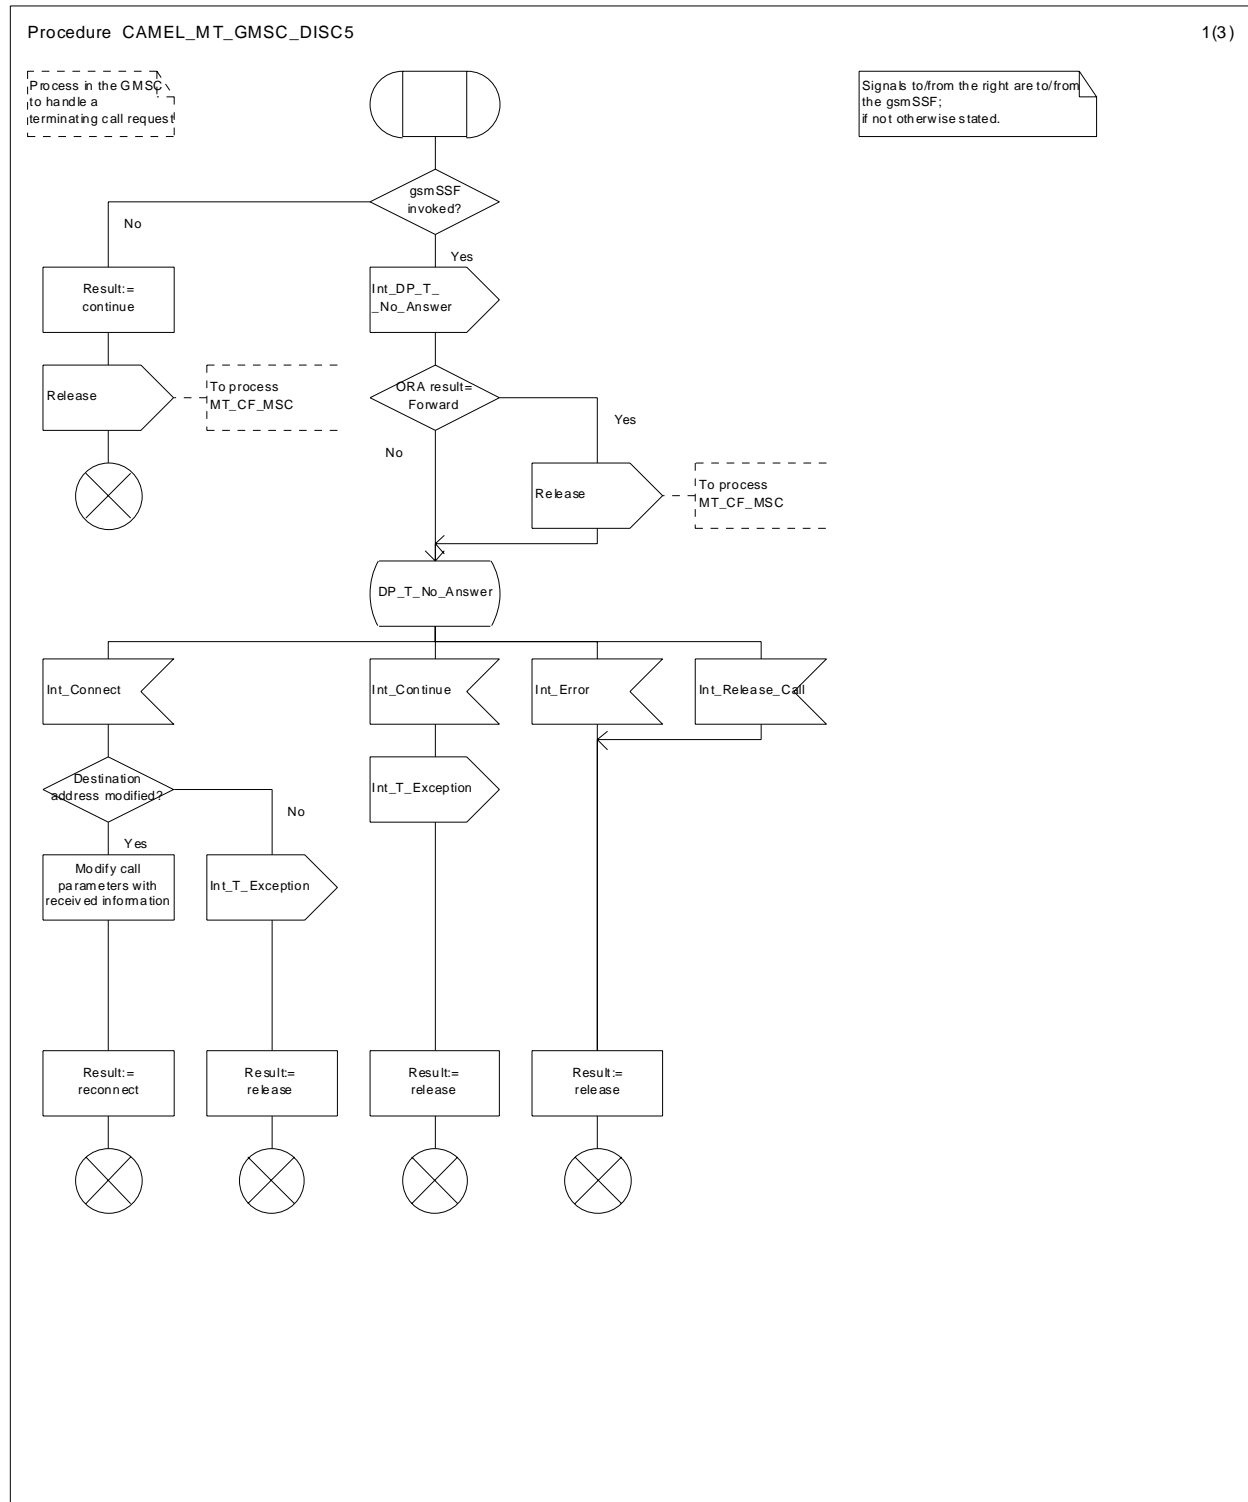 Procedure CAMEL_MT_GMSC_DISC5
1(3)
Process in the GMSC
to handle a
terminating call request
Signals to/from the right are to/from
the gsmSSF;
if not otherwise stated.
gsmSSF
invoked?
No
Yes
Result:=
continue
Int_DP_T_
_No_Answer
Release
To process
MT_CF_MSC
ORA result=
Forward
Yes
No
Release
To process
MT_CF_MSC
DP_T_No_Answer
Int_Connect
Int_Continue
Int_Error
Int_Release_Call
Destination
address modified?
No
Yes
Int_T_Exception
Modify call
parameters with
received information
Int_T_Exception
Result:=
reconnect
Result:=
release
Result:=
release
Result:=
release